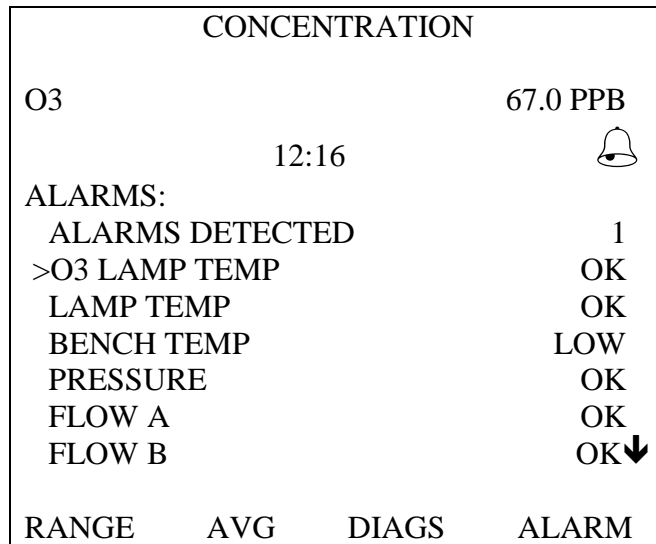 CONCENTRATION
O3 67.0 PPB
12:16
ALARMS:
ALARMS DETECTED 1
>O3 LAMP TEMP OK
LAMP TEMP OK
BENCH TEMP LOW
PRESSURE OK
FLOW A OK
FLOW B OK
RANGE AVG DIAGS ALARM